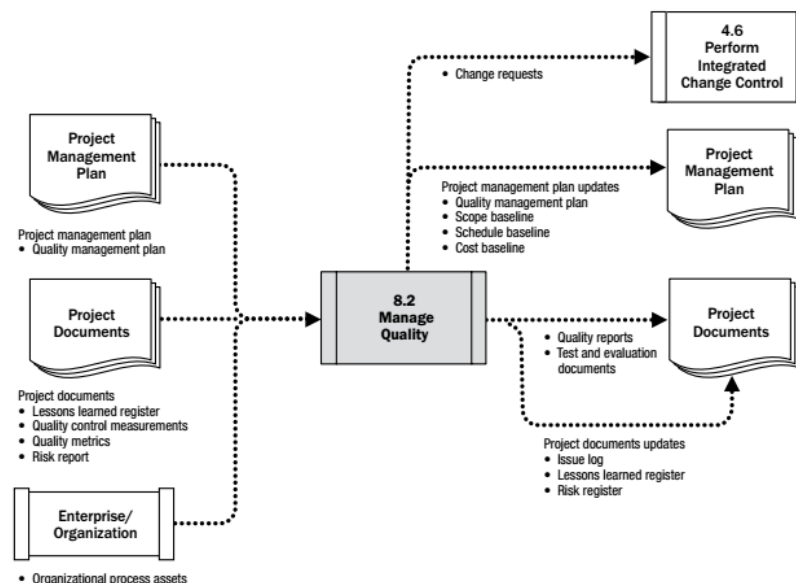 4.6
Perform
Integrated
Change Control
• Change requests
Project
Management
Plan
Project
Management
Plan
Project management plan updates
• Quality management plan
• Scope baseline
• Schedule baseline
• Cost baseline
Project management plan
• Quality management plan
8.2
Manage
Quality
Project
Documents
Project
Documents
• Quality reports
• Test and evaluation
documents
Project documents
• Lessons learned register
• Quality control measurements
• Quality metrics
• Risk report
Project documents updates
• Issue log
• Lessons learned register
• Risk register
Enterprise/
Organization
• Organizational process assets